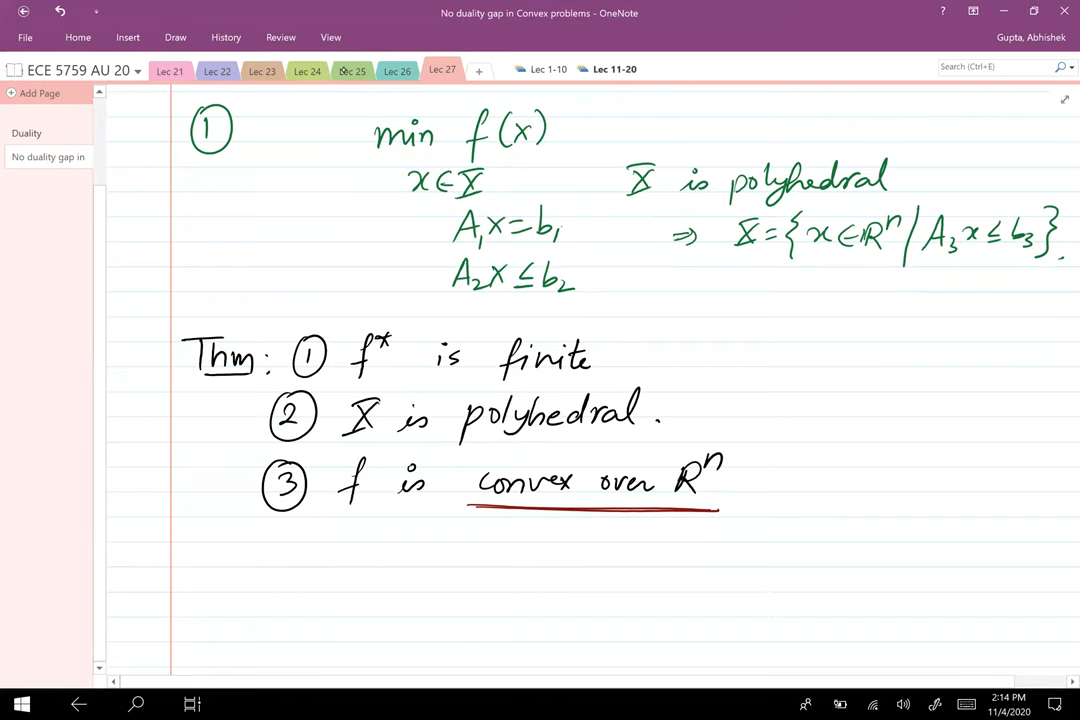 No duality gap in Convex problems - OneNote
Gupta, Abhishek
File Home Insert Draw History Review View
ECE 5759 AU 20
Lec 21 Lec 22 Lec 23 Lec 24 Lec 25 Lec 26 Lec 27 Lec 1-10 Lec 11-20
Search (Ctrl+E)
Add Page
Duality
No duality gap in
① min f(x)
x∈X X is polyhedral
A₁x=b₁ ⇒ X={x∈ℝⁿ/A₃x≤b₃}.
A₂x≤b₂
Thm: ① f* is finite
② X is polyhedral.
③ f is convex over ℝⁿ
2:14 PM
11/4/2020